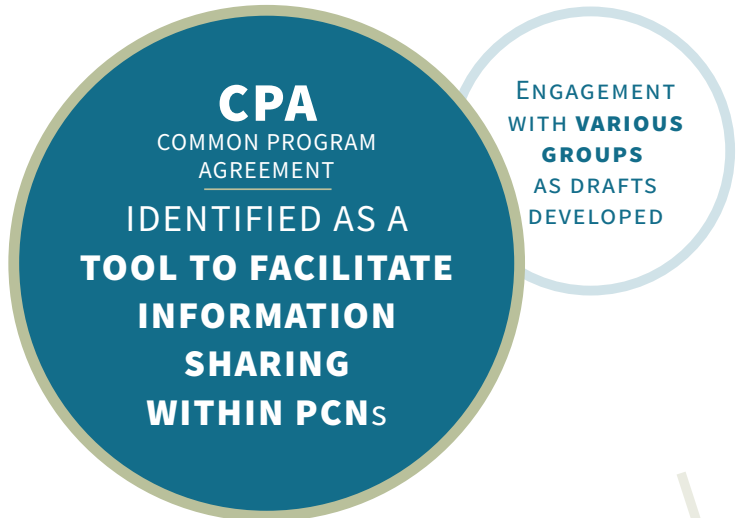 CPA
COMMON PROGRAM
AGREEMENT
IDENTIFIED AS A
TOOL TO FACILITATE
INFORMATION
SHARING
WITHIN PCNs
ENGAGEMENT
WITH VARIOUS
GROUPS
AS DRAFTS
DEVELOPED